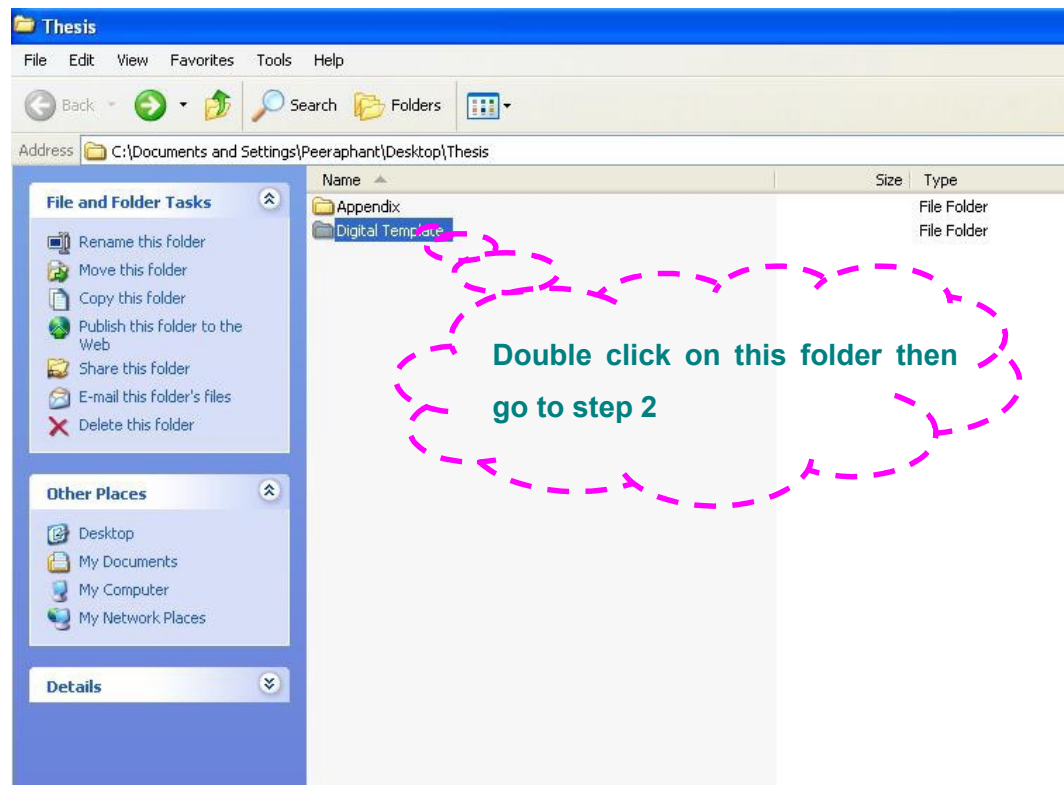 Thesis
File Edit View Favorites Tools Help
Back Search Folders
Address C:\Documents and Settings\Peeraphant\Desktop\Thesis
Name Size Type
File and Folder Tasks
Rename this folder
Move this folder
Copy this folder
Publish this folder to the
Web
Share this folder
E-mail this folder's files
Delete this folder
Other Places
Desktop
My Documents
My Computer
My Network Places
Details
Appendix File Folder
Digital Template File Folder
Double click on this folder then
go to step 2